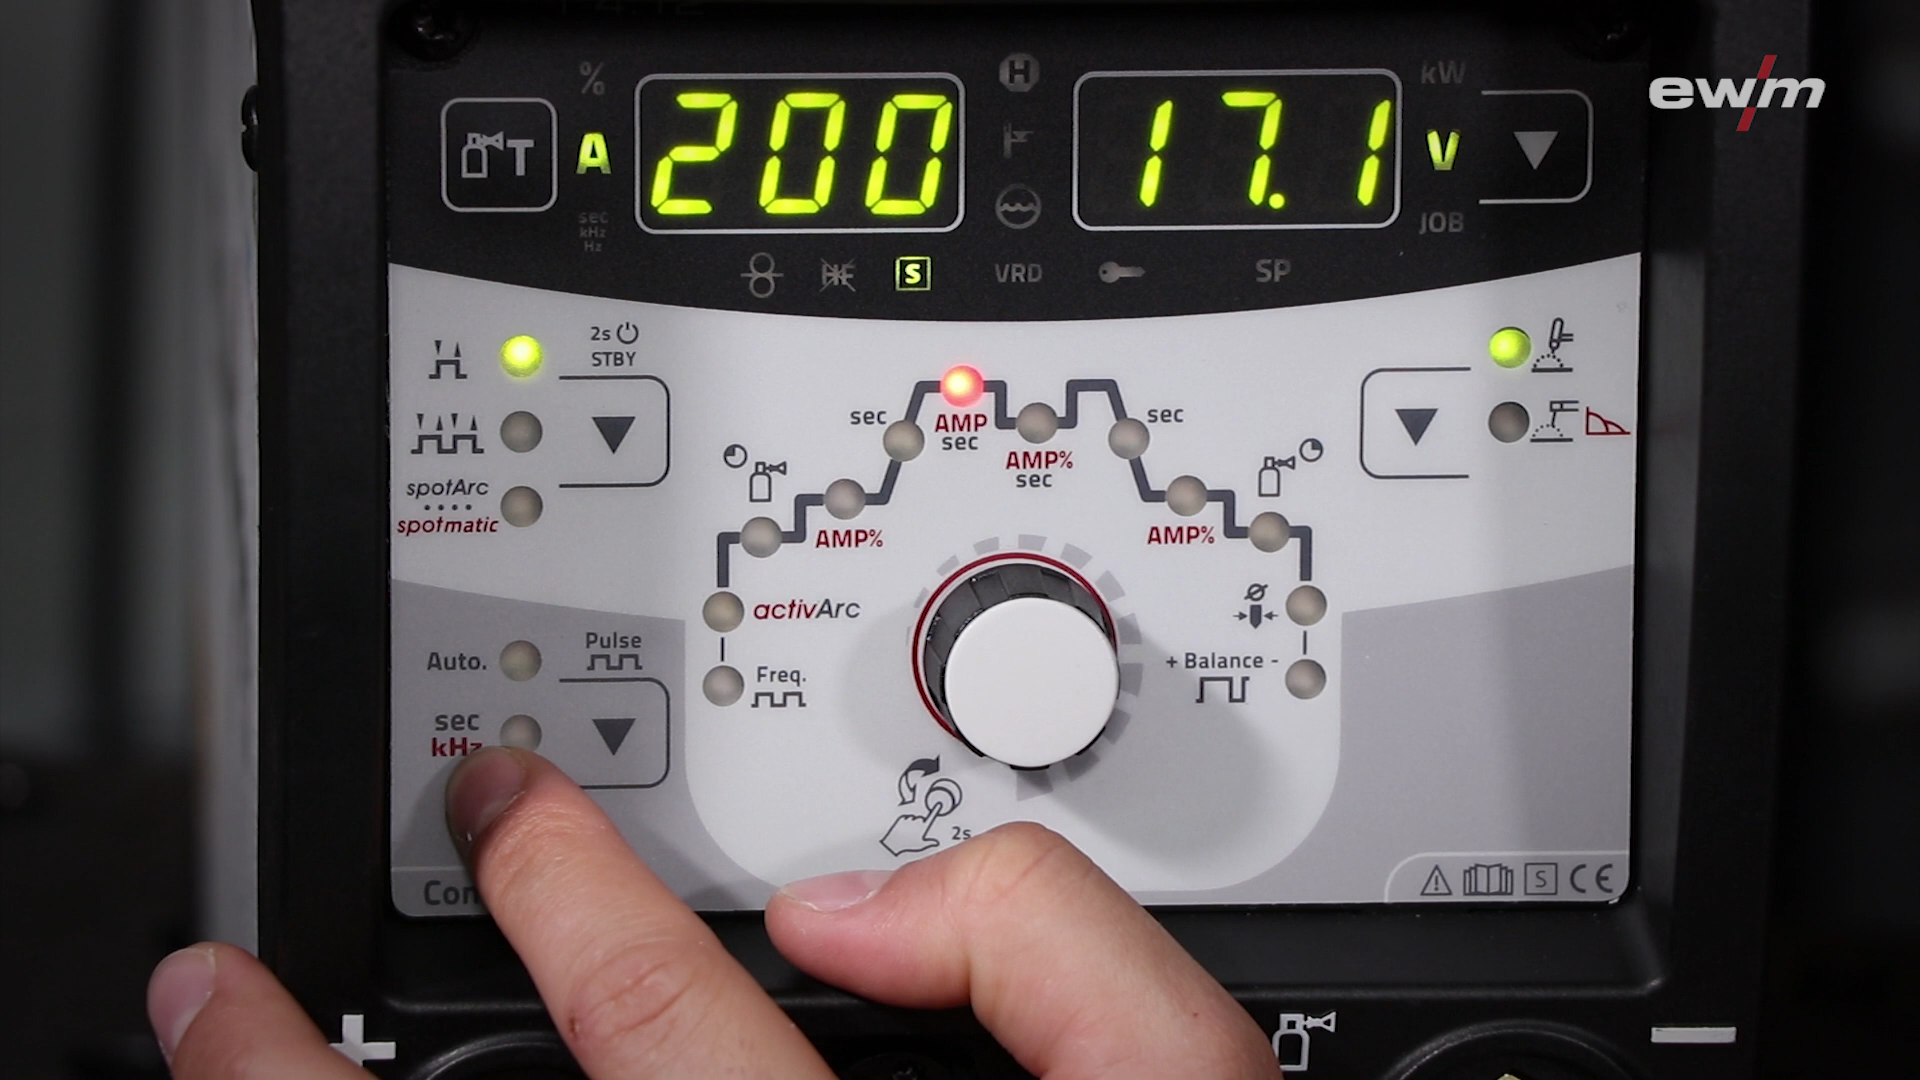 ewm
%
kW
T
A
200
H
17.1
V
sec
kHz
Hz
JOB
HF
S
VRD
SP
2s
STBY
sec
AMP
sec
AMP%
sec
sec
spotArc
spotmatic
AMP%
AMP%
activArc
Auto.
Pulse
Freq.
+ Balance -
sec
kHz
2s
S
CE
+
-